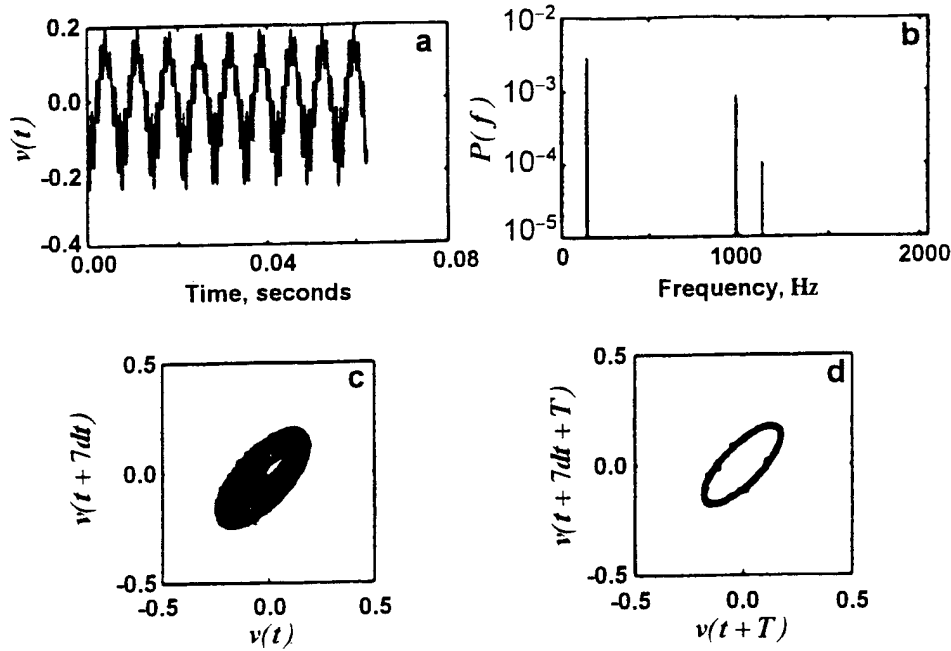 a
0.2
0.0
-0.2
-0.4
v(t)
0.00
0.04
0.08
Time, seconds
b
10^{-2}
10^{-3}
10^{-4}
10^{-5}
P(f)
0
1000
2000
Frequency, Hz
c
0.5
0.0
-0.5
v(t + 7dt)
-0.5
0.0
0.5
v(t)
d
0.5
0.0
-0.5
v(t + 7dt + T)
-0.5
0.0
0.5
v(t + T)